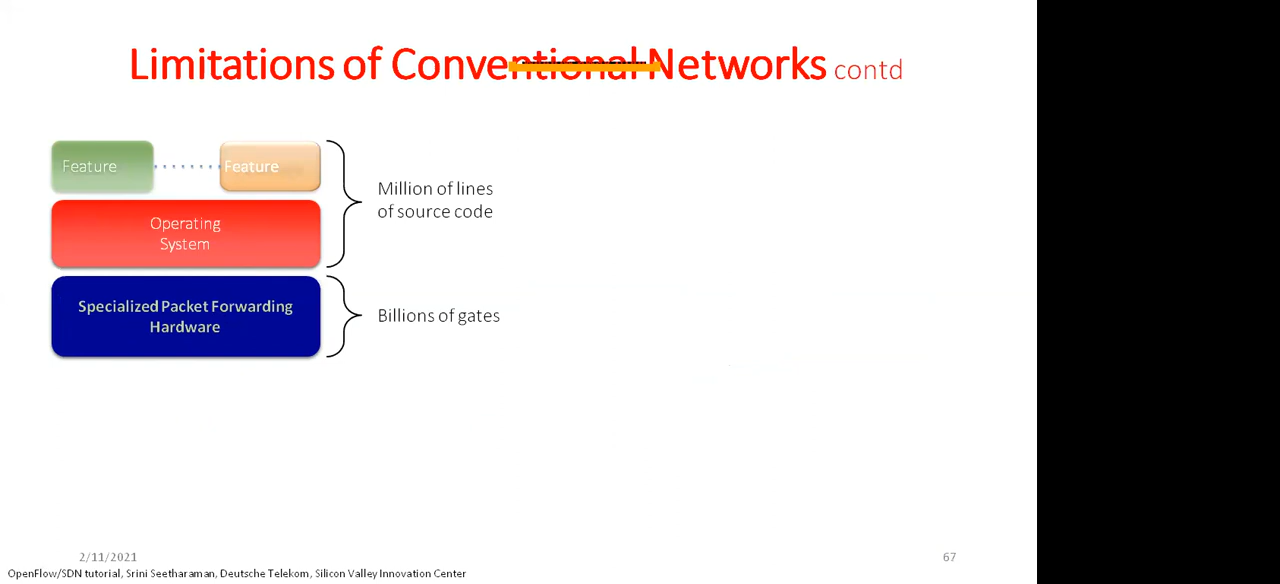 Limitations of Conventional Networks contd
Feature ....... Feature
Million of lines
of source code
Operating
System
Specialized Packet Forwarding
Hardware
Billions of gates
2/11/2021
67
OpenFlow/SDN tutorial, Srini Seetharaman, Deutsche Telekom, Silicon Valley Innovation Center